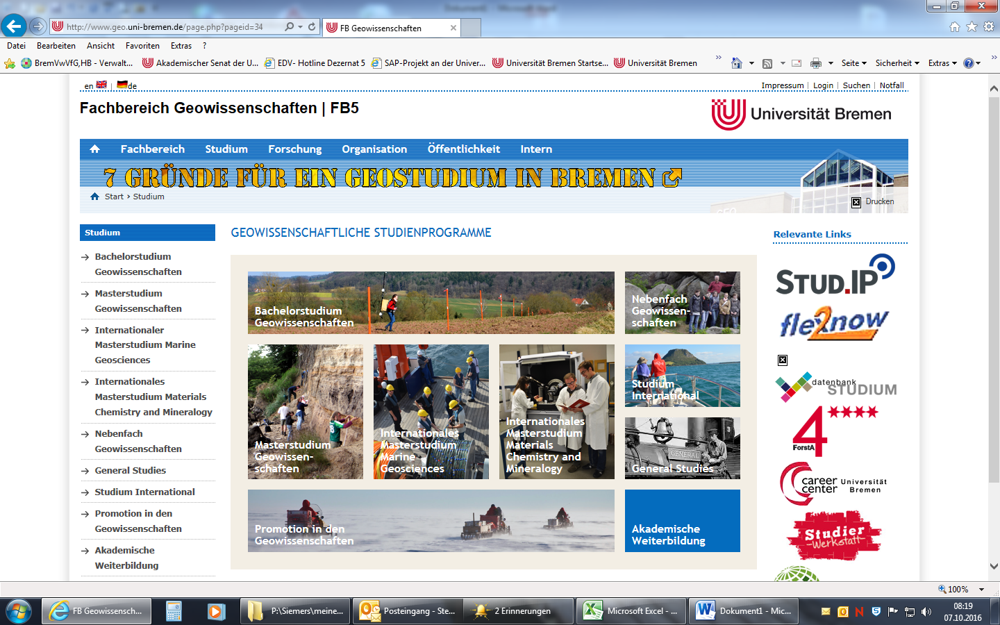 Dokument1 - Microsoft Word
http://www.geo.uni-bremen.de/page.php?pageid=34
FB Geowissenschaften
Datei Bearbeiten Ansicht Favoriten Extras ?
BremVwVfG,HB - Verwalt... Akademischer Senat der U... EDV- Hotline Dezernat 5 SAP-Projekt an der Univer... Universität Bremen Startse... Universität Bremen
Seite Sicherheit Extras
en | de
Impressum | Login | Suchen | Notfall
Fachbereich Geowissenschaften | FB5
Universität Bremen
Fachbereich Studium Forschung Organisation Öffentlichkeit Intern
7 GRÜNDE FÜR EIN GEOSTUDIUM IN BREMEN
Start > Studium
GEO
Drucken
Studium
Bachelorstudium
Geowissenschaften
Masterstudium
Geowissenschaften
Internationaler
Masterstudium Marine
Geosciences
Internationales
Masterstudium Materials
Chemistry and Mineralogy
Nebenfach
Geowissenschaften
General Studies
Studium International
Promotion in den
Geowissenschaften
Akademische
Weiterbildung
GEOWISSENSCHAFTLICHE STUDIENPROGRAMME
Bachelorstudium
Geowissenschaften
Nebenfach
Geowissen-
schaften
Masterstudium
Geowissen-
schaften
Internationales
Masterstudium
Marine
Geosciences
Internationales
Masterstudium
Materials
Chemistry and
Mineralogy
Studium
International
GENERAL
General Studies
Promotion in den
Geowissenschaften
Akademische
Weiterbildung
Relevante Links
STUD.IP
fle2now
datenbank
STUDIUM
4
ForstA
career
center
Universität
Bremen
Studier
Werkstatt
100%
FB Geowissensch...
P:\Siemers\meine...
Posteingang - Ste...
2 Erinnerungen
Microsoft Excel - ...
Dokument1 - Mic...
08:19
07.10.2016